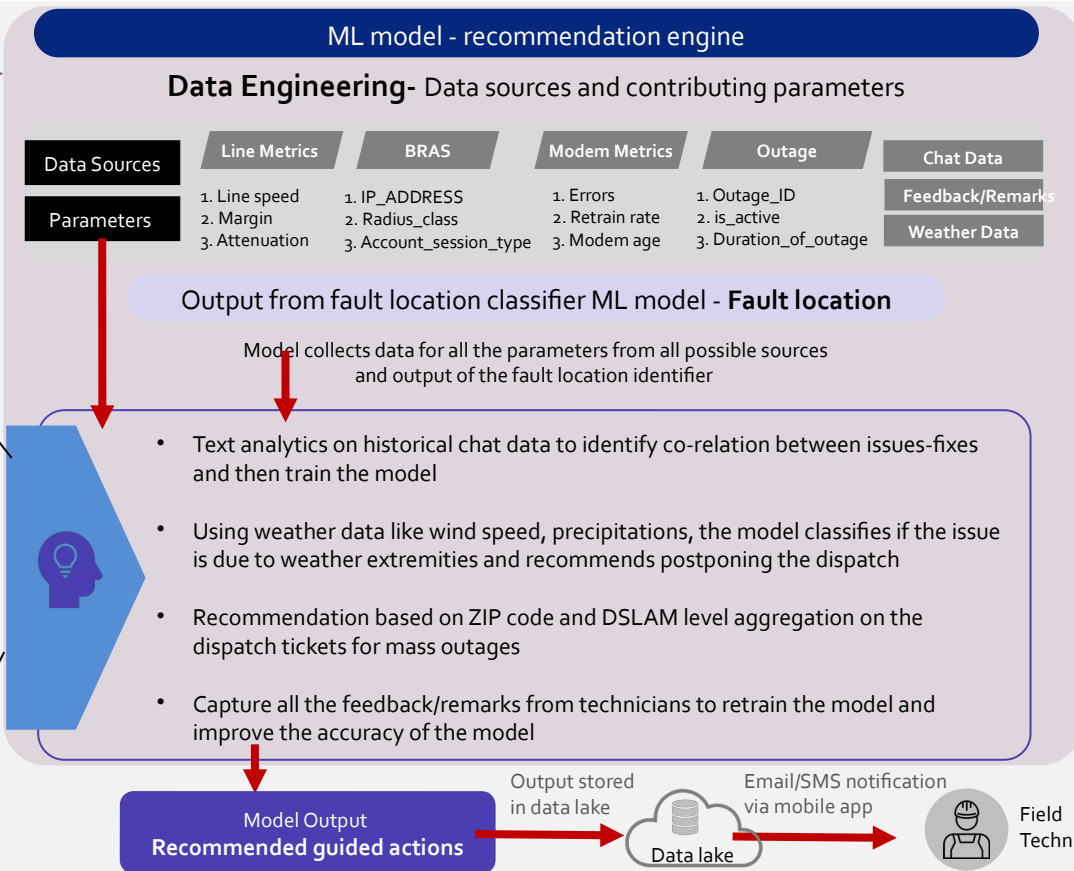 ML model - recommendation engine
Data Engineering- Data sources and contributing parameters
Data Sources
Parameters
Line Metrics
1. Line speed
2. Margin
3. Attenuation
BRAS
1. IP_ADDRESS
2. Radius_class
3. Account_session_type
Modem Metrics
1. Errors
2. Retrain rate
3. Modem age
Outage
1. Outage_ID
2. is_active
3. Duration_of_outage
Chat Data
Feedback/Remarks
Weather Data
Output from fault location classifier ML model - Fault location
Model collects data for all the parameters from all possible sources
and output of the fault location identifier
• Text analytics on historical chat data to identify co-relation between issues-fixes
and then train the model
• Using weather data like wind speed, precipitations, the model classifies if the issue
is due to weather extremities and recommends postponing the dispatch
• Recommendation based on ZIP code and DSLAM level aggregation on the
dispatch tickets for mass outages
• Capture all the feedback/remarks from technicians to retrain the model and
improve the accuracy of the model
Model Output
Recommended guided actions
Output stored
in data lake
Data lake
Email/SMS notification
via mobile app
Field
Techn